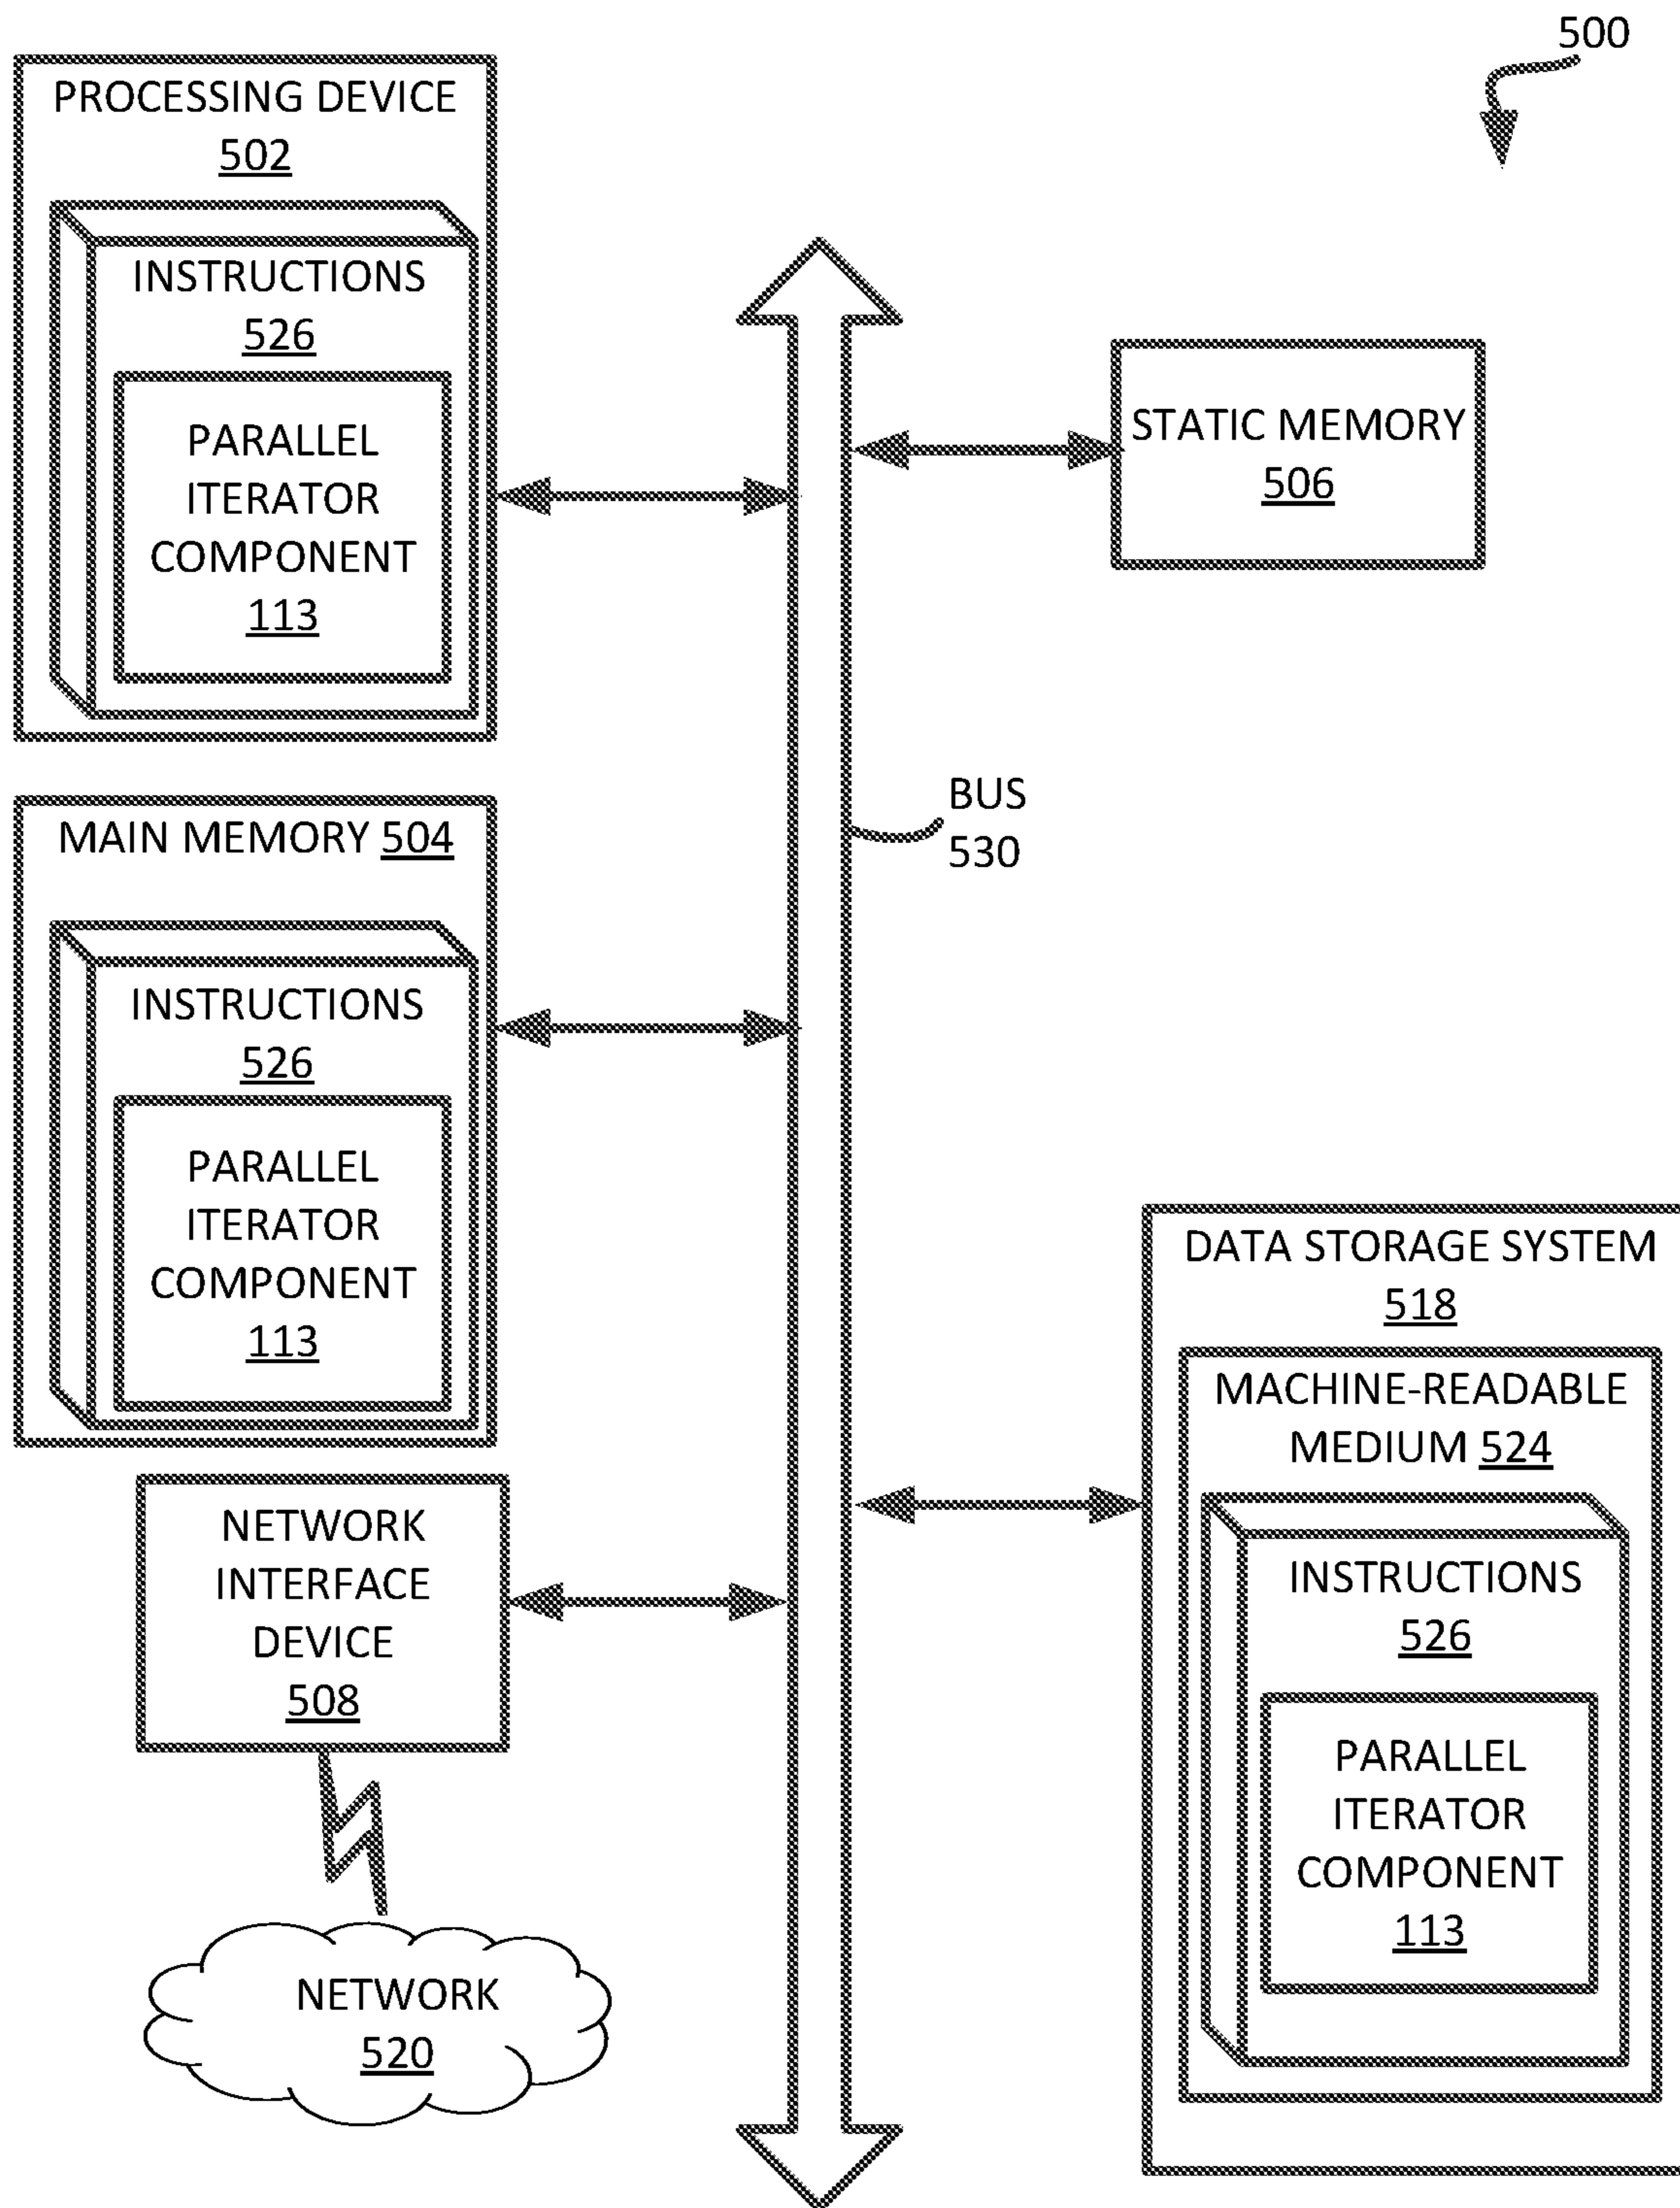 500
PROCESSING DEVICE
502
INSTRUCTIONS
526
PARALLEL
ITERATOR
COMPONENT
113
STATIC MEMORY
506
BUS
530
MAIN MEMORY 504
INSTRUCTIONS
526
PARALLEL
ITERATOR
COMPONENT
113
DATA STORAGE SYSTEM
518
MACHINE-READABLE
MEDIUM 524
INSTRUCTIONS
526
PARALLEL
ITERATOR
COMPONENT
113
NETWORK
INTERFACE
DEVICE
508
NETWORK
520